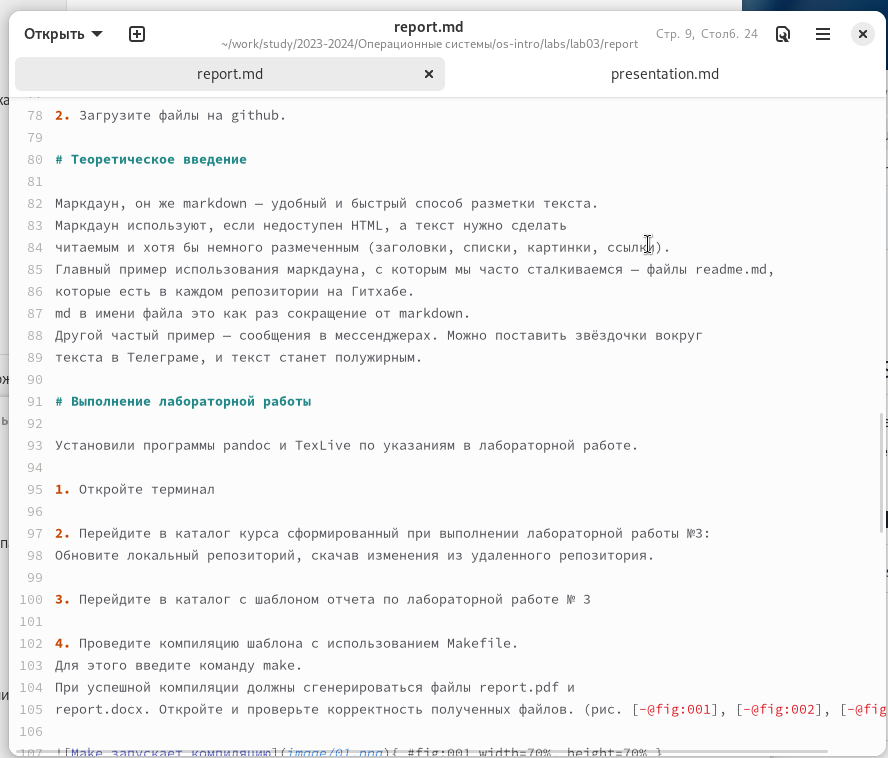 Открыть
report.md
~/work/study/2023-2024/Операционные системы/os-intro/labs/lab03/report
Стр. 9, Столб. 24
report.md
presentation.md
78 2. Загрузите файлы на github.
79
80 # Теоретическое введение
81
82 Маркдаун, он же markdown — удобный и быстрый способ разметки текста.
83 Маркдаун используют, если недоступен HTML, а текст нужно сделать
84 читаемым и хотя бы немного размеченным (заголовки, списки, картинки, ссылки).
85 Главный пример использования маркдауна, с которым мы часто сталкиваемся — файлы readme.md,
86 которые есть в каждом репозитории на Гитхабе.
87 md в имени файла это как раз сокращение от markdown.
88 Другой частый пример — сообщения в мессенджерах. Можно поставить звёздочки вокруг
89 текста в Телеграме, и текст станет полужирным.
90
91 # Выполнение лабораторной работы
92
93 Установили программы pandoc и TexLive по указаниям в лабораторной работе.
94
95 1. Откройте терминал
96
97 2. Перейдите в каталог курса сформированный при выполнении лабораторной работы №3:
98 Обновите локальный репозиторий, скачав изменения из удаленного репозитория.
99
100 3. Перейдите в каталог с шаблоном отчета по лабораторной работе № 3
101
102 4. Проведите компиляцию шаблона с использованием Makefile.
103 Для этого введите команду make.
104 При успешной компиляции должны сгенерироваться файлы report.pdf и
105 report.docx. Откройте и проверьте корректность полученных файлов. (рис. [-@fig:001], [-@fig:002], [-@fig
106
107 ![Make запускает компиляцию](image/01.png){ #fig:001 width=70% height=70% }